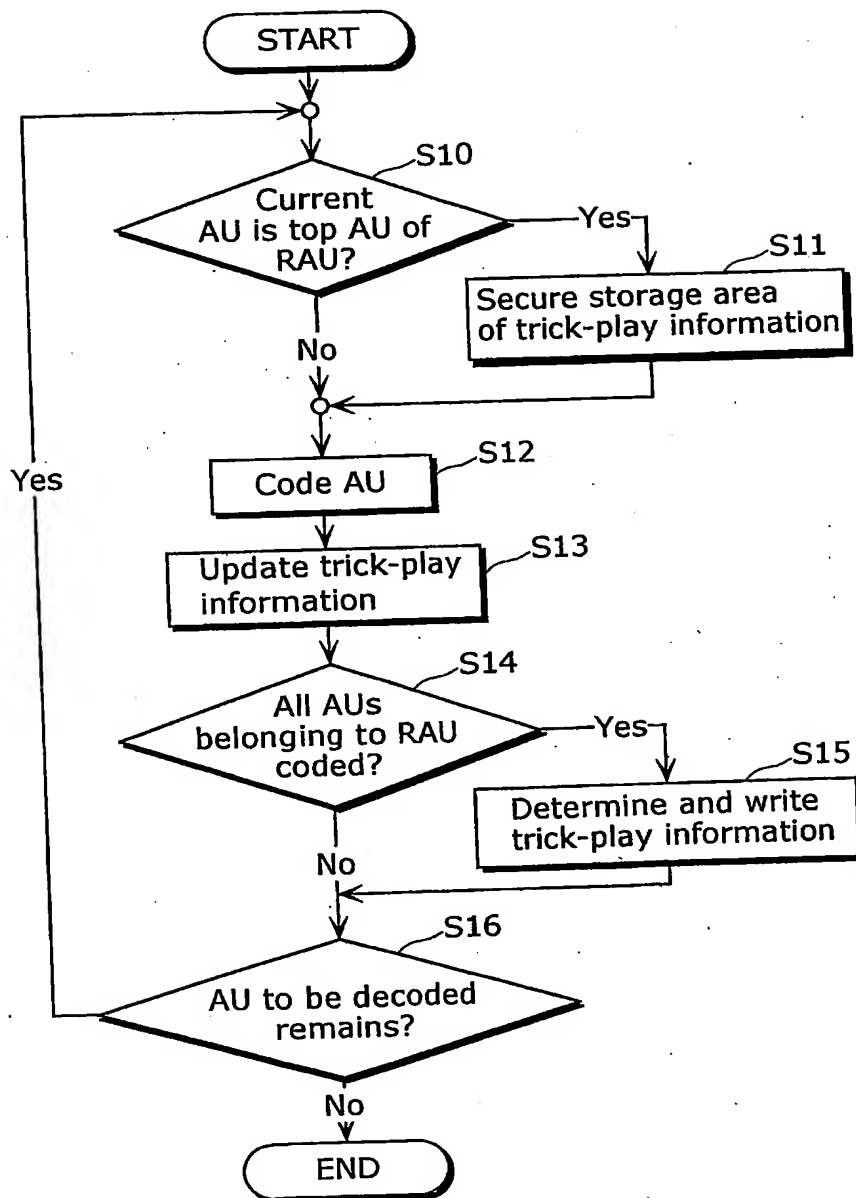 START
S10
Current
AU is top AU of
RAU?
Yes
S11
Secure storage area
of trick-play information
No
S12
Code AU
Yes
S13
Update trick-play
information
S14
All AUs
belonging to RAU
coded?
Yes
S15
Determine and write
trick-play information
No
S16
AU to be decoded
remains?
No
END